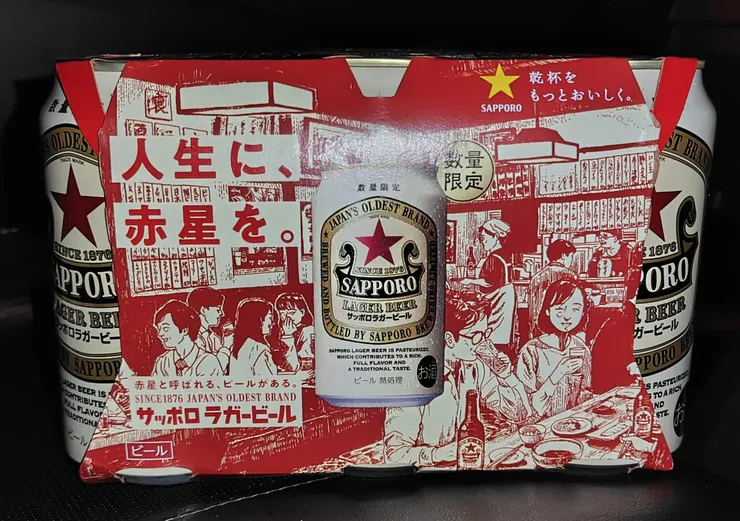 乾杯を
もっとおいしく。
SAPPORO
人生に、
赤星を。
数量
限定
数量限定
JAPAN'S OLDEST BRAND
TRADE MARK
SINCE 1876
SAPPORO
LAGER BEER
サッポロラガービール
BREWED AND BOTTLED BY SAPPORO BREW
SAPPORO LAGER BEER IS PASTEURIZED,
WHICH CONTRIBUTES TO A RICH,
FULL FLAVOR AND
A TRADITIONAL TASTE.
ビール 熱処理
お酒
赤星と呼ばれる、ビールがある。
SINCE1876 JAPAN'S OLDEST BRAND
サッポロ ラガービール
ビール